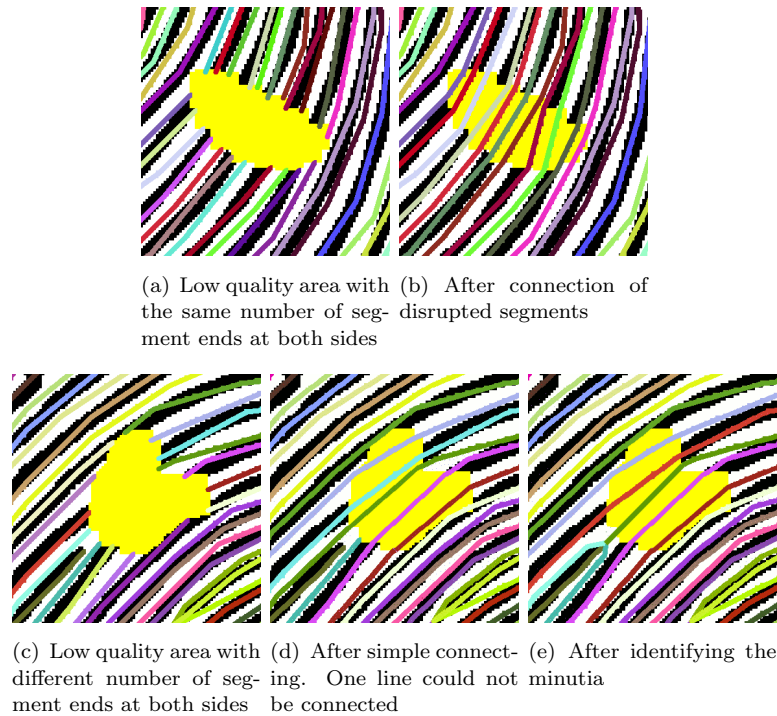 (a) Low quality area with
the same number of seg-
ment ends at both sides
(b) After connection of
disrupted segments
(c) Low quality area with
different number of seg-
ment ends at both sides
(d) After simple connect-
ing. One line could not
be connected
(e) After identifying the
minutia